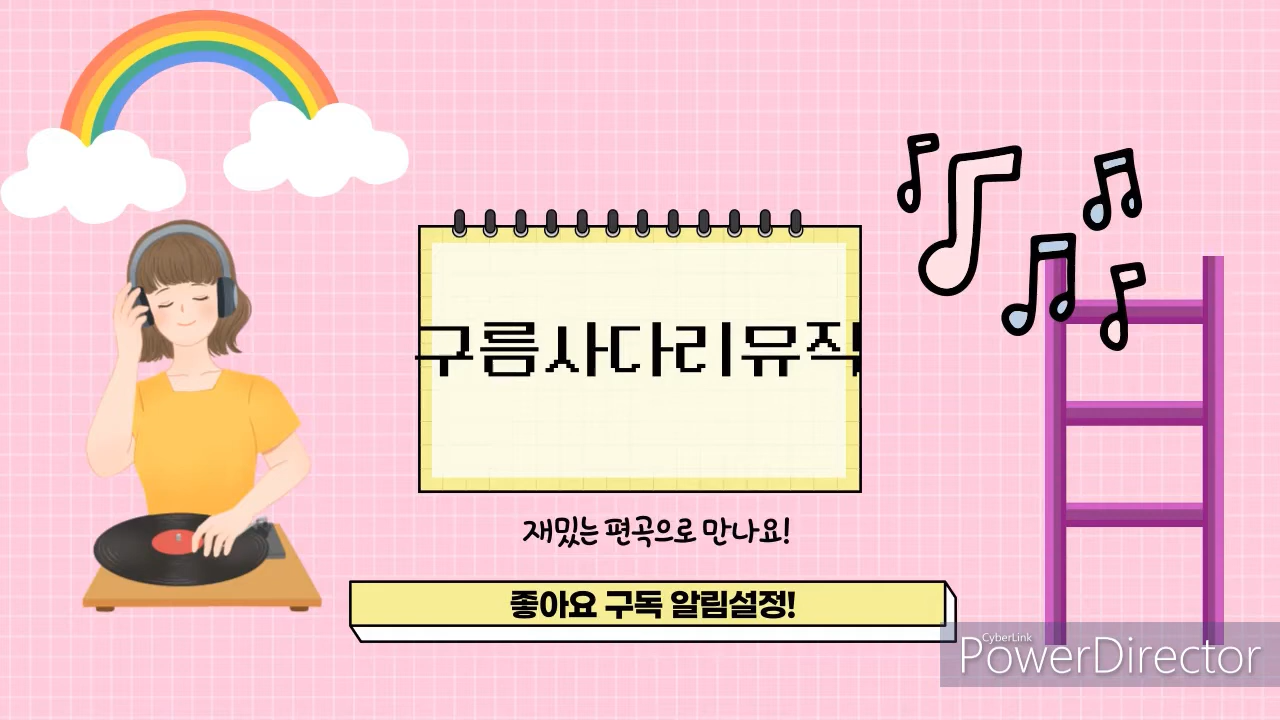 구름사다리뮤직
재밌는 편곡으로 만나요!
좋아요 구독 알림설정!
CyberLink
PowerDirector